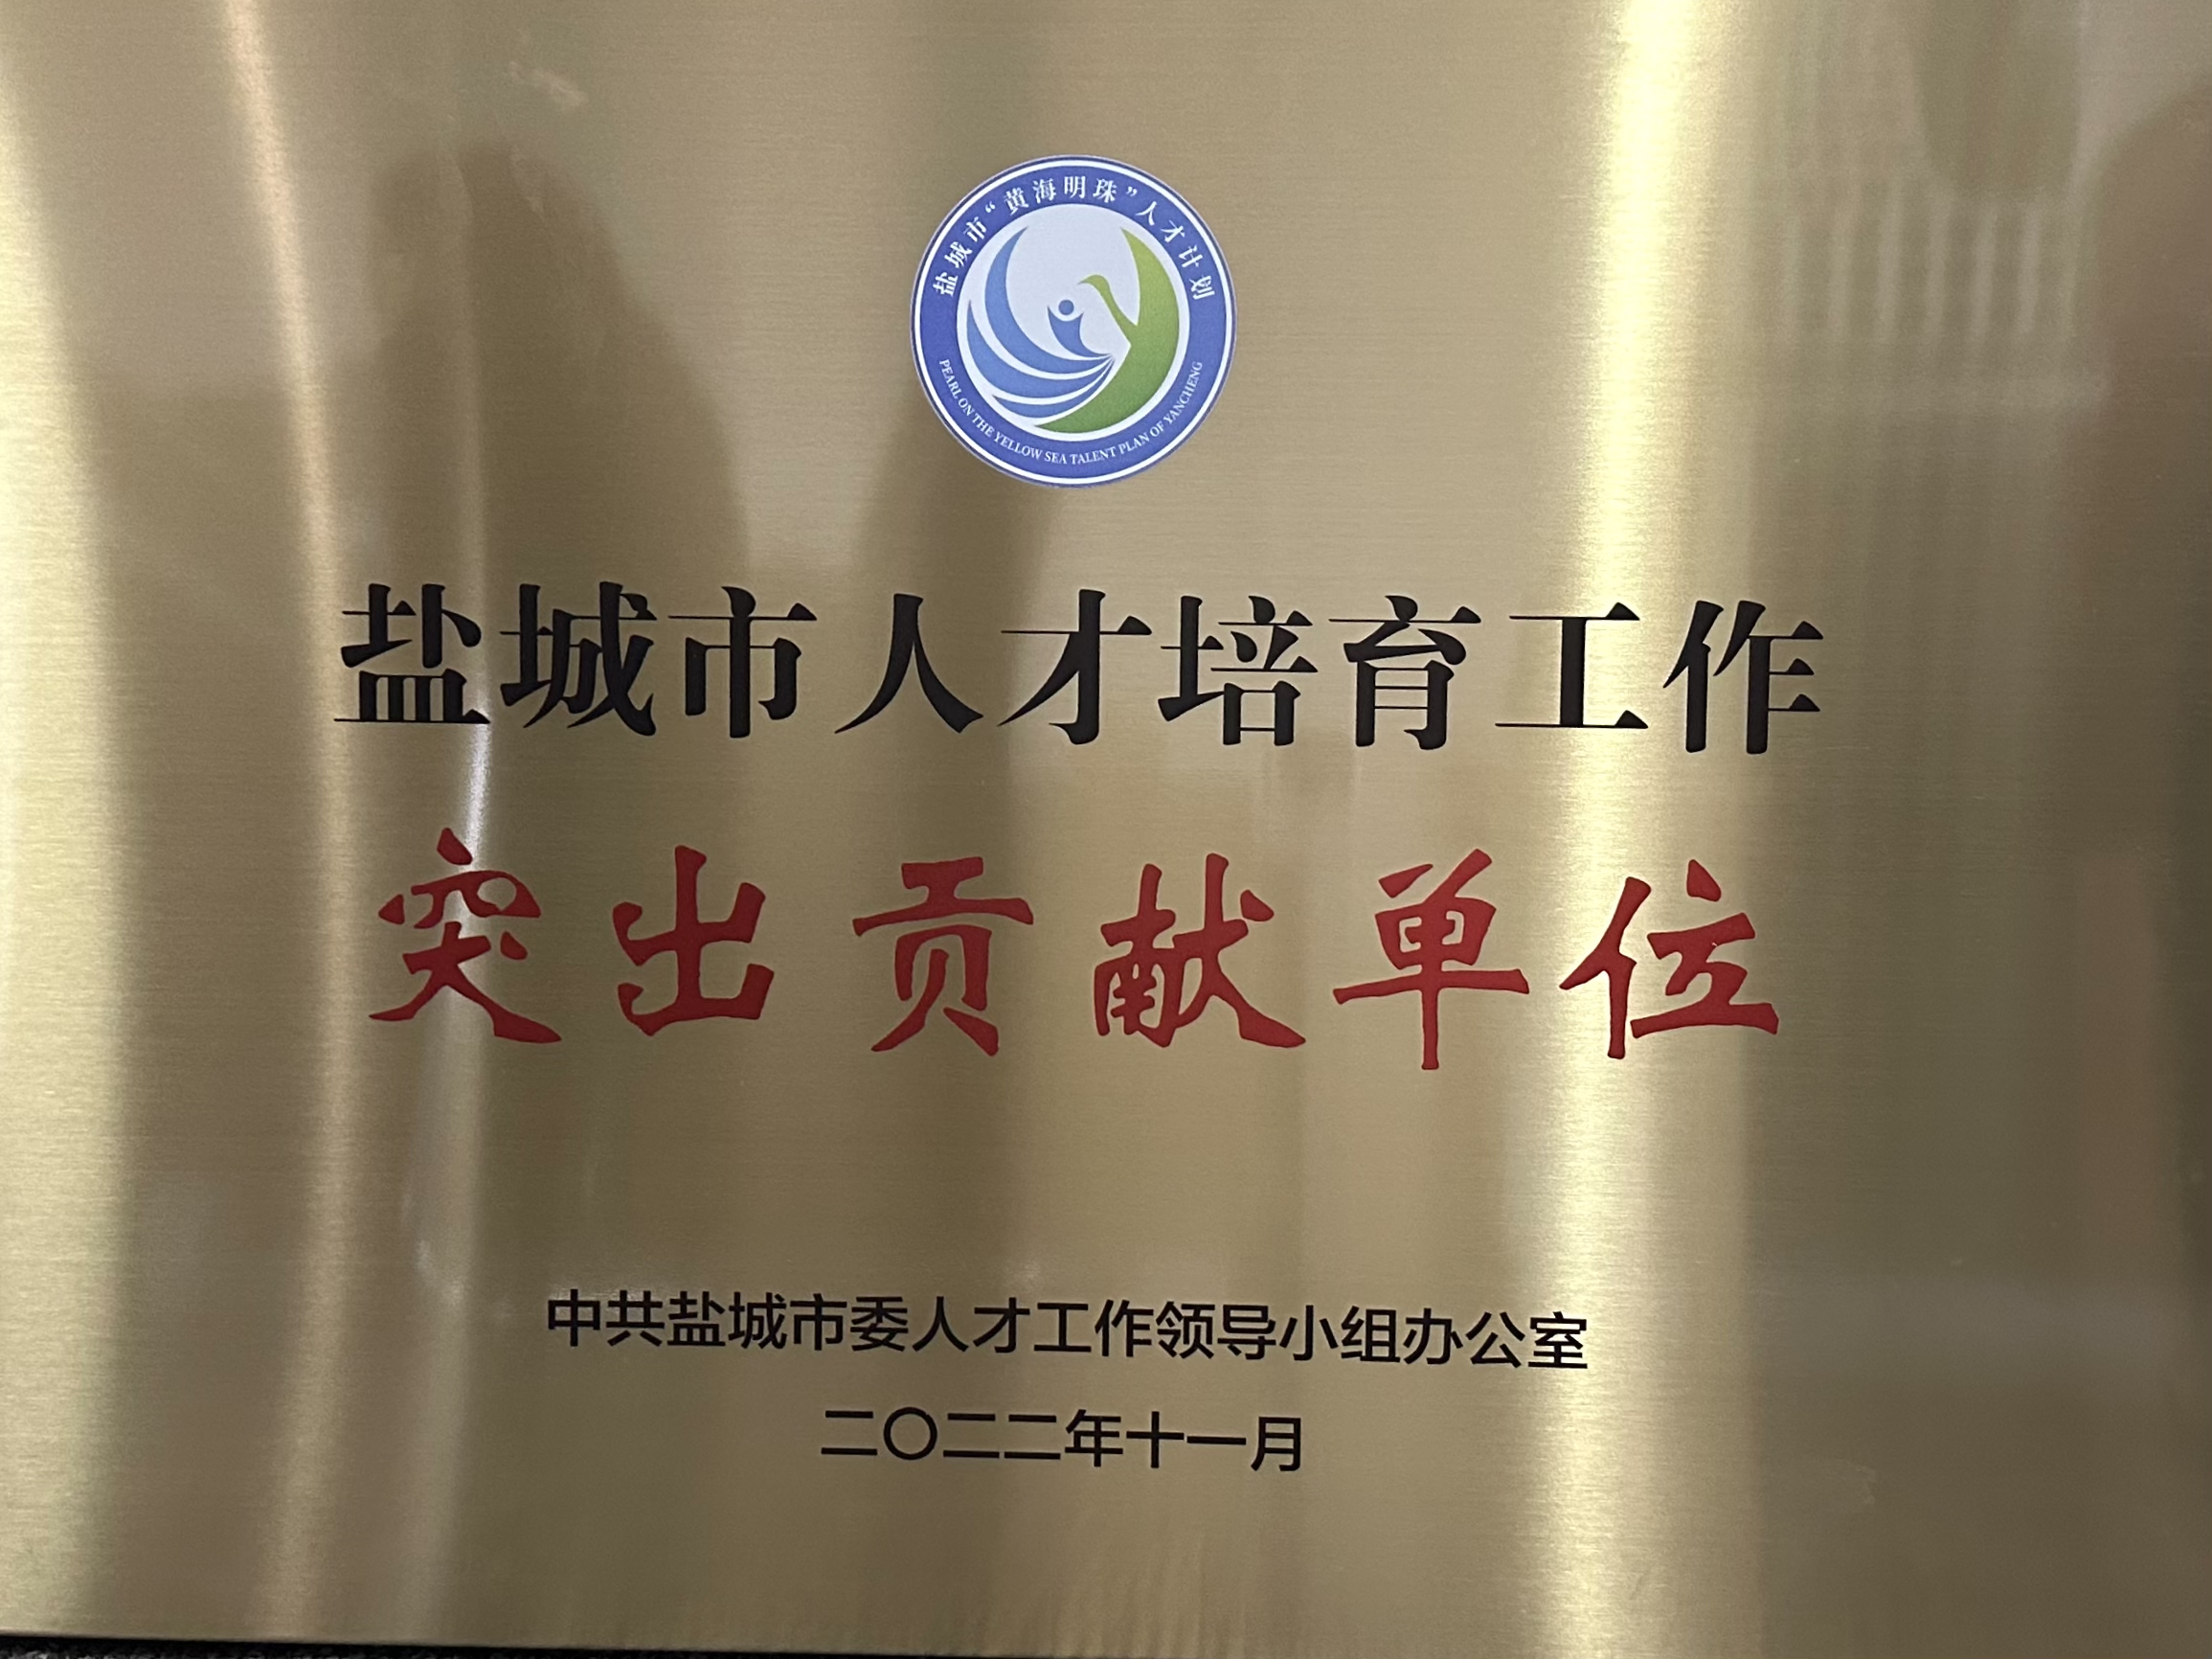 盐城市“黄海明珠”人才计划
PEARL ON THE YELLOW SEA TALENT PLAN OF YANCHENG
盐城市人才培育工作
突出贡献单位
中共盐城市委人才工作领导小组办公室
二〇二二年十一月